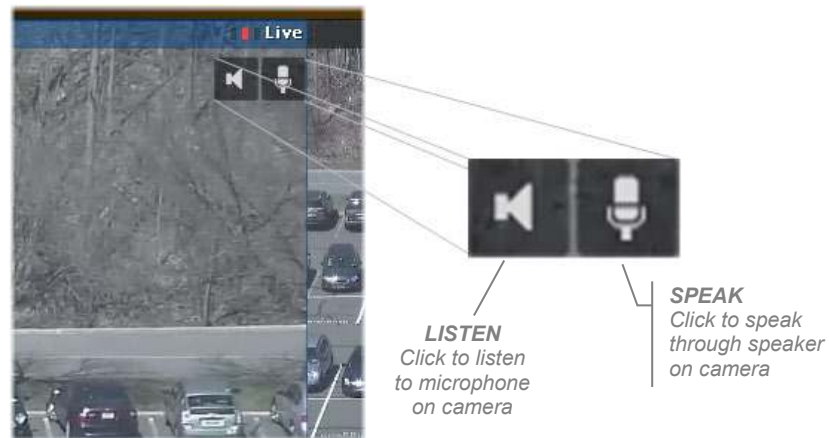 Live
LISTEN
Click to listen
to microphone
on camera
SPEAK
Click to speak
through speaker
on camera